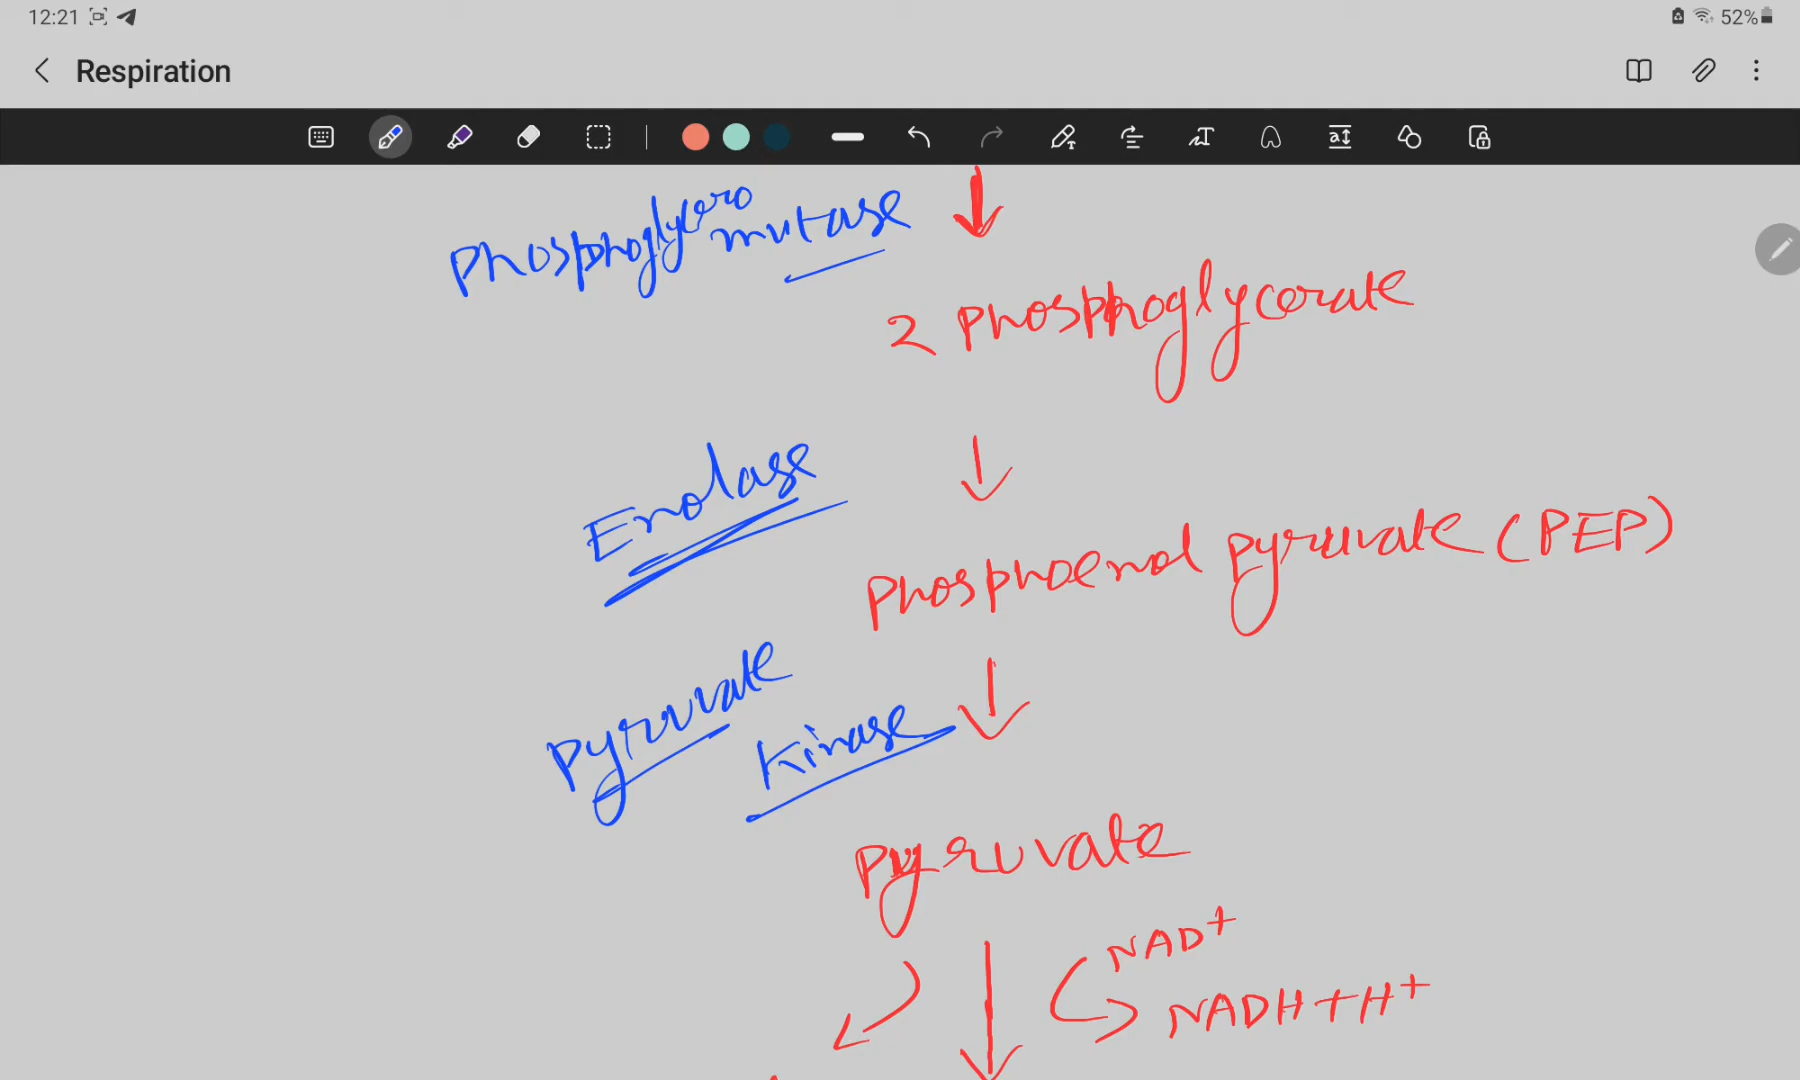 12:21
52%
Respiration
phosphoglycero
mutase
2 phosphoglycerate
Enolase
phosphoenol pyruvate (PEP)
pyruvate
kinase
pyruvate
NAD+
NADH+H+